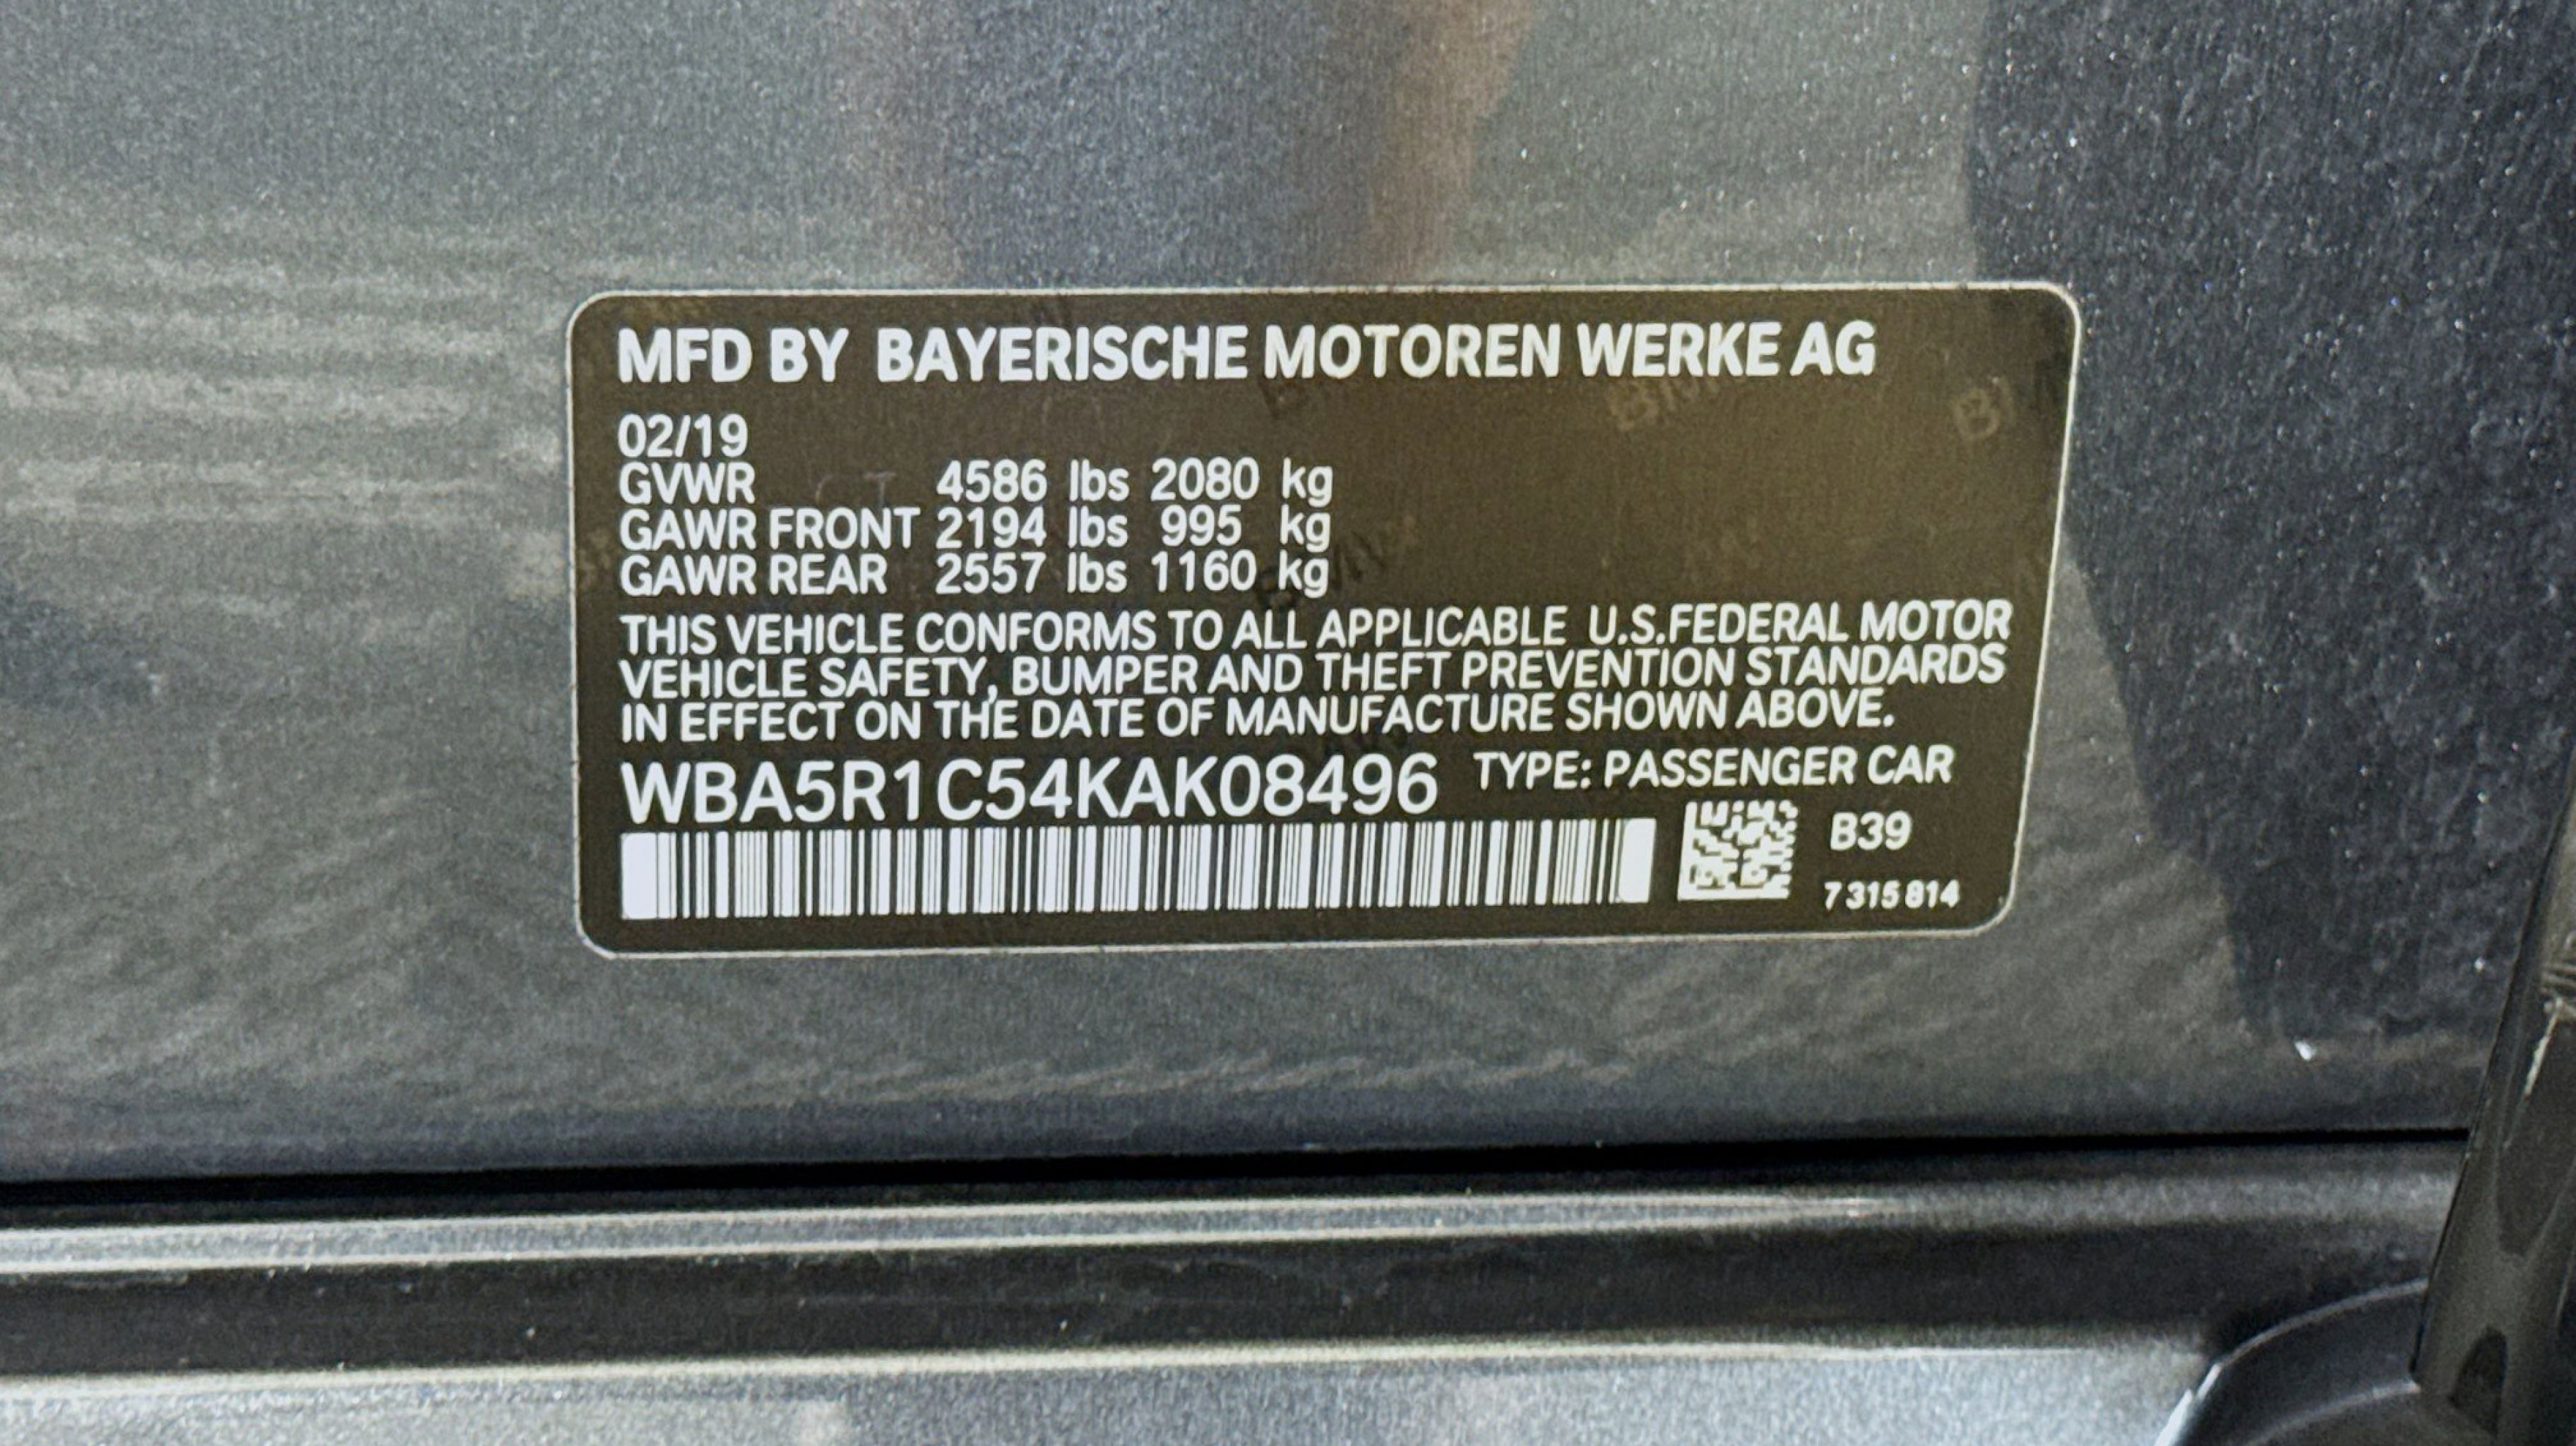 MFD BY BAYERISCHE MOTOREN WERKE AG
02/19
GVWR 4586 lbs 2080 kg
GAWR FRONT 2194 lbs 995 kg
GAWR REAR 2557 lbs 1160 kg
THIS VEHICLE CONFORMS TO ALL APPLICABLE U.S.FEDERAL MOTOR
VEHICLE SAFETY, BUMPER AND THEFT PREVENTION STANDARDS
IN EFFECT ON THE DATE OF MANUFACTURE SHOWN ABOVE.
WBA5R1C54KAK08496 TYPE: PASSENGER CAR
B39
7 315 814